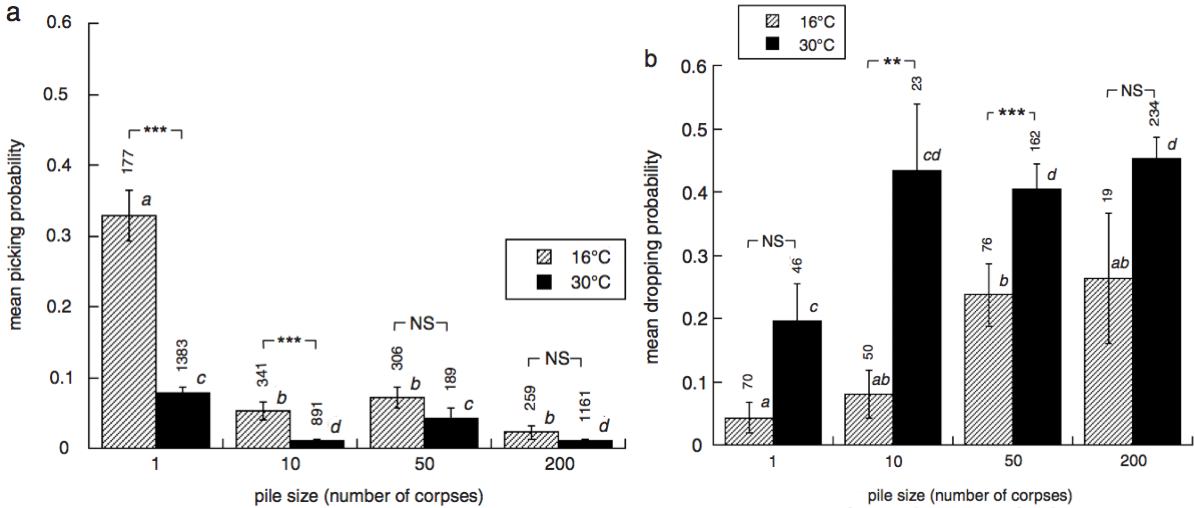 a
0.6
0.5
0.4
0.3
0.2
0.1
0
mean picking probability
***
177
a
1383
c
***
341
b
891
d
NS
306
b
189
c
NS
259
b
1161
d
16°C
30°C
1
10
50
200
pile size (number of corpses)
16°C
30°C
b
0.6
0.5
0.4
0.3
0.2
0.1
0
mean dropping probability
NS
70
a
46
c
**
50
ab
23
cd
***
76
b
162
d
NS
19
ab
234
d
1
10
50
200
pile size (number of corpses)